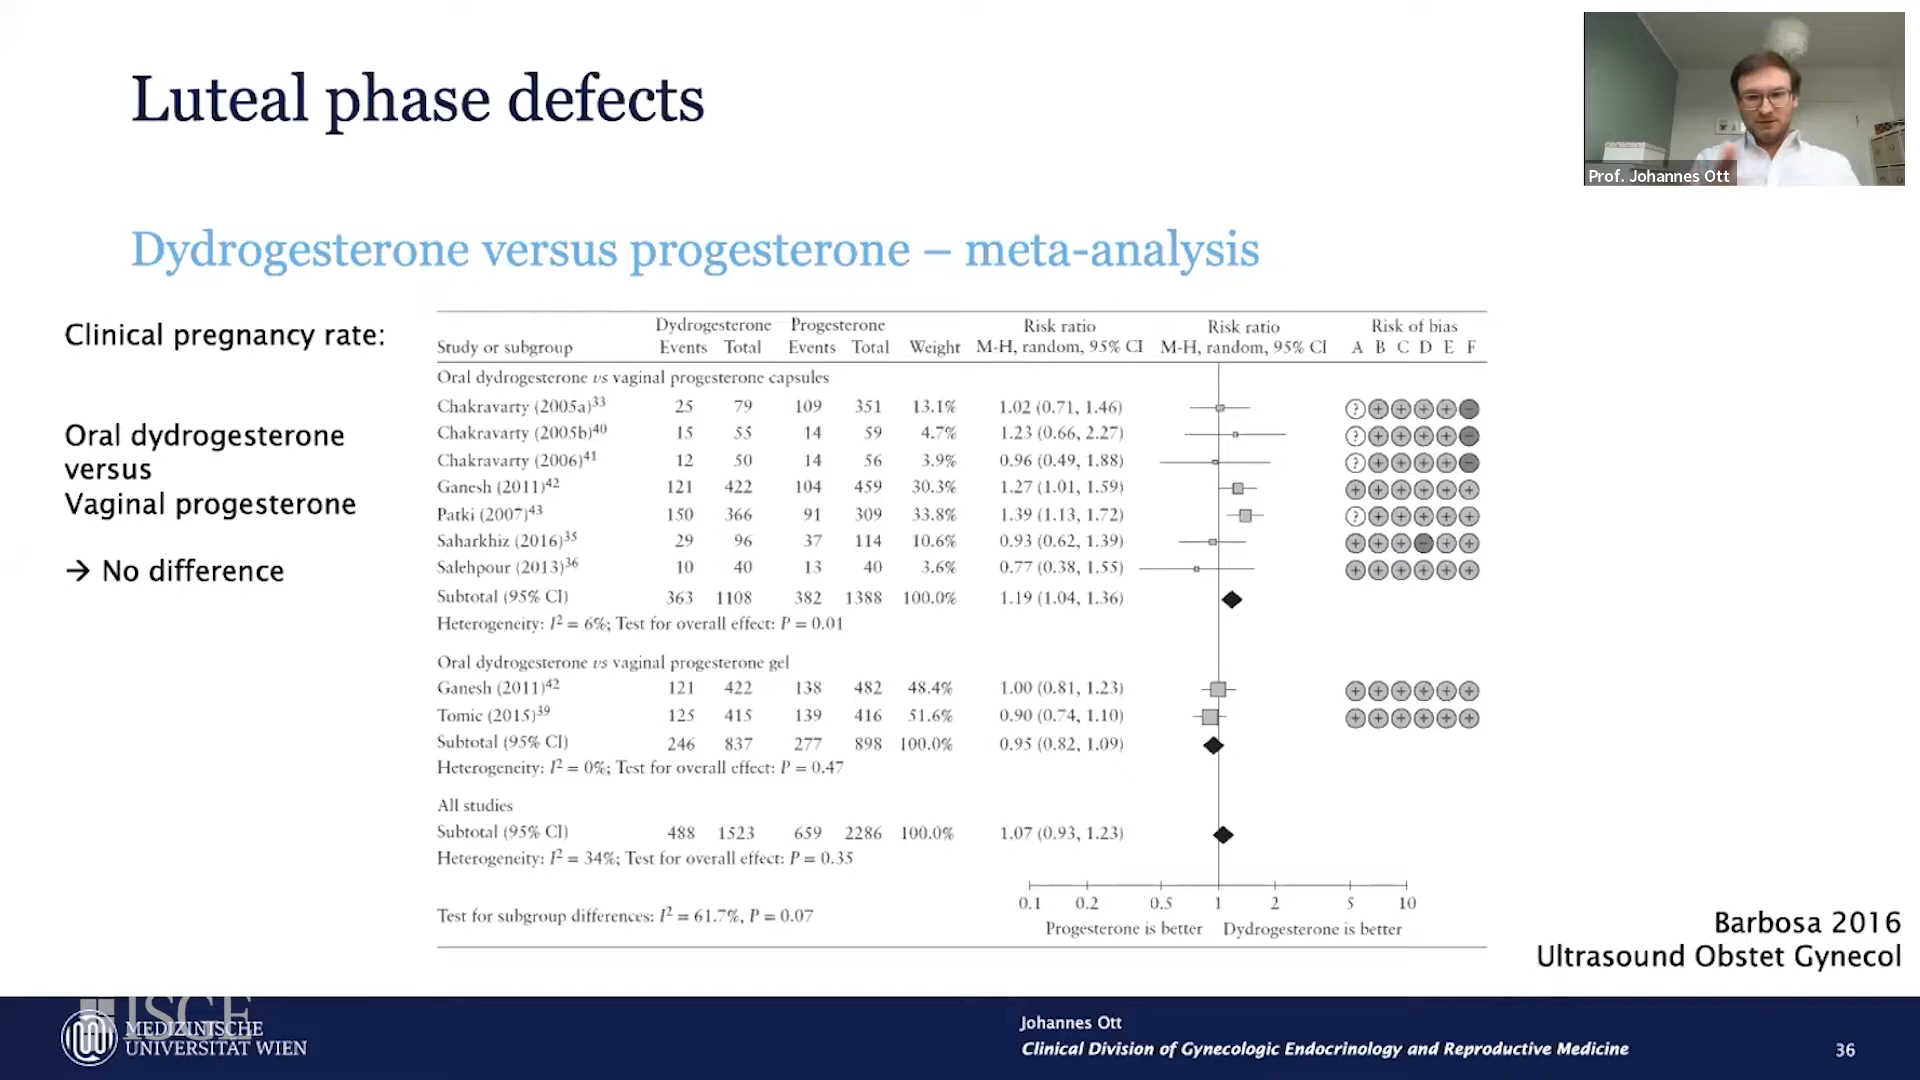 Luteal phase defects
Prof. Johannes Ott
Dydrogesterone versus progesterone – meta-analysis
Clinical pregnancy rate:
Oral dydrogesterone
versus
Vaginal progesterone
→ No difference
Dydrogesterone Progesterone Risk ratio Risk ratio Risk of bias
Study or subgroup Events Total Events Total Weight M-H, random, 95% CI M-H, random, 95% CI A B C D E F
Oral dydrogesterone vs vaginal progesterone capsules
Chakravarty (2005a)33 25 79 109 351 13.1% 1.02 (0.71, 1.46) ? + + + + −
Chakravarty (2005b)40 15 55 14 59 4.7% 1.23 (0.66, 2.27) ? + + + + −
Chakravarty (2006)41 12 50 14 56 3.9% 0.96 (0.49, 1.88) ? + + + + −
Ganesh (2011)42 121 422 104 459 30.3% 1.27 (1.01, 1.59) + + + + + +
Patki (2007)43 150 366 91 309 33.8% 1.39 (1.13, 1.72) ? + + + + +
Saharkhiz (2016)35 29 96 37 114 10.6% 0.93 (0.62, 1.39) + + + − + +
Salehpour (2013)36 10 40 13 40 3.6% 0.77 (0.38, 1.55) + + + + + +
Subtotal (95% CI) 363 1108 382 1388 100.0% 1.19 (1.04, 1.36)
Heterogeneity: I² = 6%; Test for overall effect: P = 0.01
Oral dydrogesterone vs vaginal progesterone gel
Ganesh (2011)42 121 422 138 482 48.4% 1.00 (0.81, 1.23) + + + + + +
Tomic (2015)39 125 415 139 416 51.6% 0.90 (0.74, 1.10) + + + + + +
Subtotal (95% CI) 246 837 277 898 100.0% 0.95 (0.82, 1.09)
Heterogeneity: I² = 0%; Test for overall effect: P = 0.47
All studies
Subtotal (95% CI) 488 1523 659 2286 100.0% 1.07 (0.93, 1.23)
Heterogeneity: I² = 34%; Test for overall effect: P = 0.35
0.1 0.2 0.5 1 2 5 10
Test for subgroup differences: I² = 61.7%, P = 0.07
Progesterone is better Dydrogesterone is better
Barbosa 2016
Ultrasound Obstet Gynecol
ISGE
MEDIZINISCHE
UNIVERSITÄT WIEN
Johannes Ott
Clinical Division of Gynecologic Endocrinology and Reproductive Medicine
36